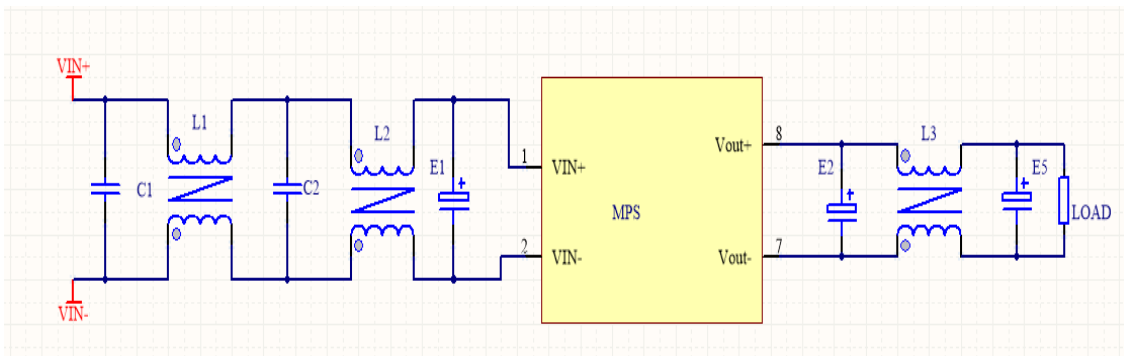 VIN+
C1
L1
C2
L2
E1
1
VIN+
2
VIN-
MPS
Vout+
8
Vout-
7
E2
L3
E5
LOAD
VIN-